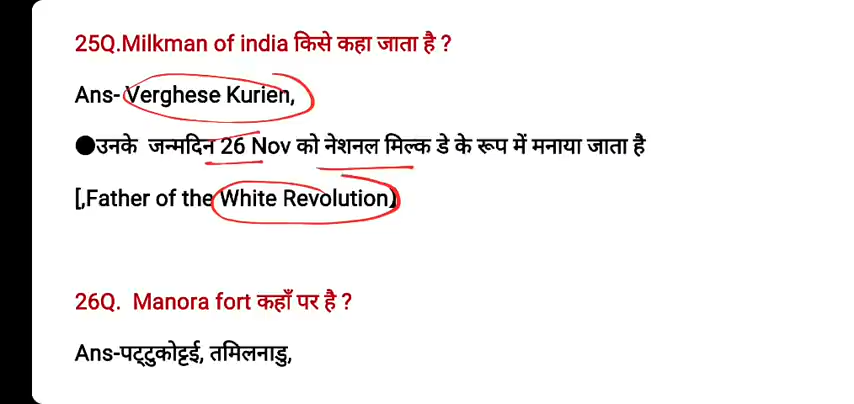 25Q.Milkman of india किसे कहा जाता है ?
Ans- Verghese Kurien,
●उनके जन्मदिन 26 Nov को नेशनल मिल्क डे के रूप में मनाया जाता है
[,Father of the White Revolution]
26Q. Manora fort कहाँ पर है ?
Ans-पट्टुकोट्टई, तमिलनाडु,